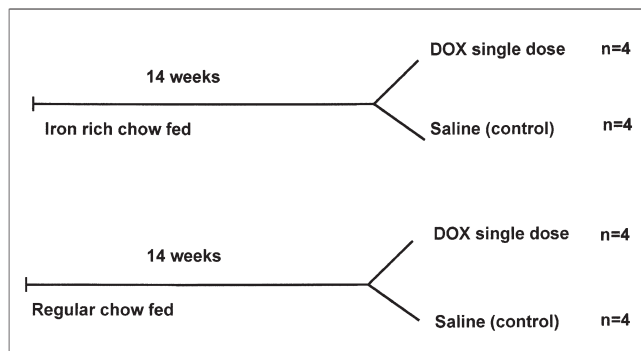 DOX single dose n=4
14 weeks
Iron rich chow fed
Saline (control) n=4
DOX single dose n=4
14 weeks
Regular chow fed
Saline (control) n=4